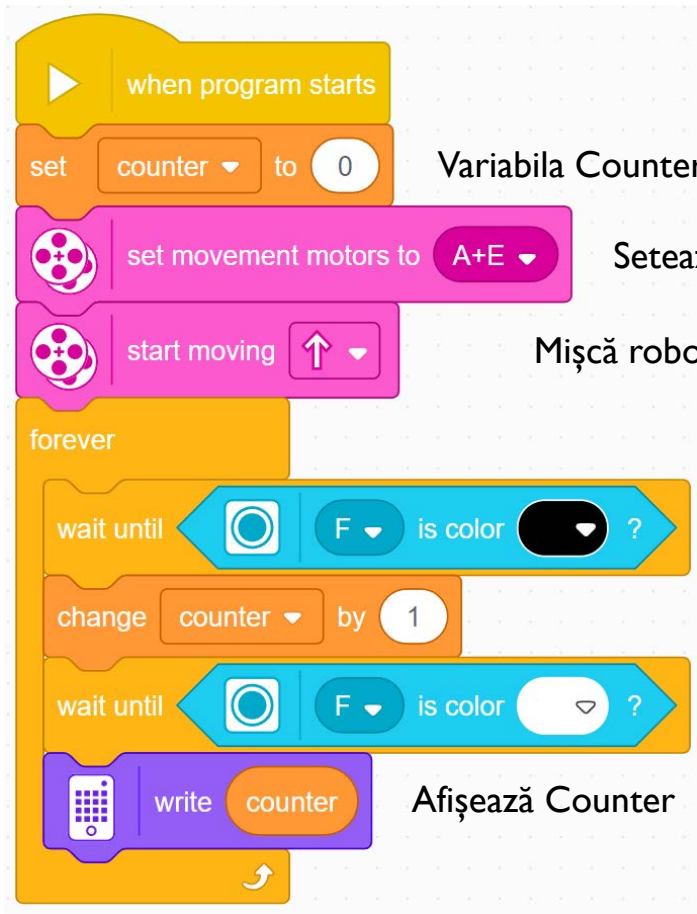 when program starts
set counter to 0 Variabila Counter
set movement motors to A+E
start moving Mișcă
forever
wait until F is color ?
change counter by 1
wait until F is color ?
write counter Afișează Counter